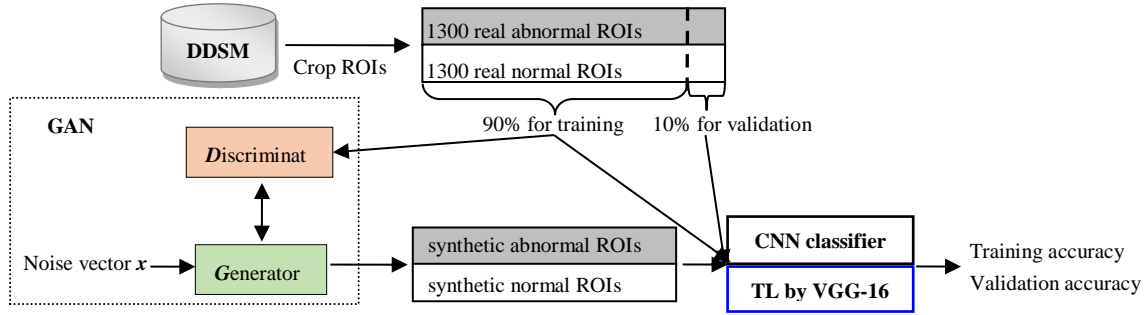 DDSM
Crop ROIs
1300 real abnormal ROIs
1300 real normal ROIs
90% for training
10% for validation
GAN
Discriminat
Noise vector x
Generator
synthetic abnormal ROIs
synthetic normal ROIs
CNN classifier
TL by VGG-16
Training accuracy
Validation accuracy